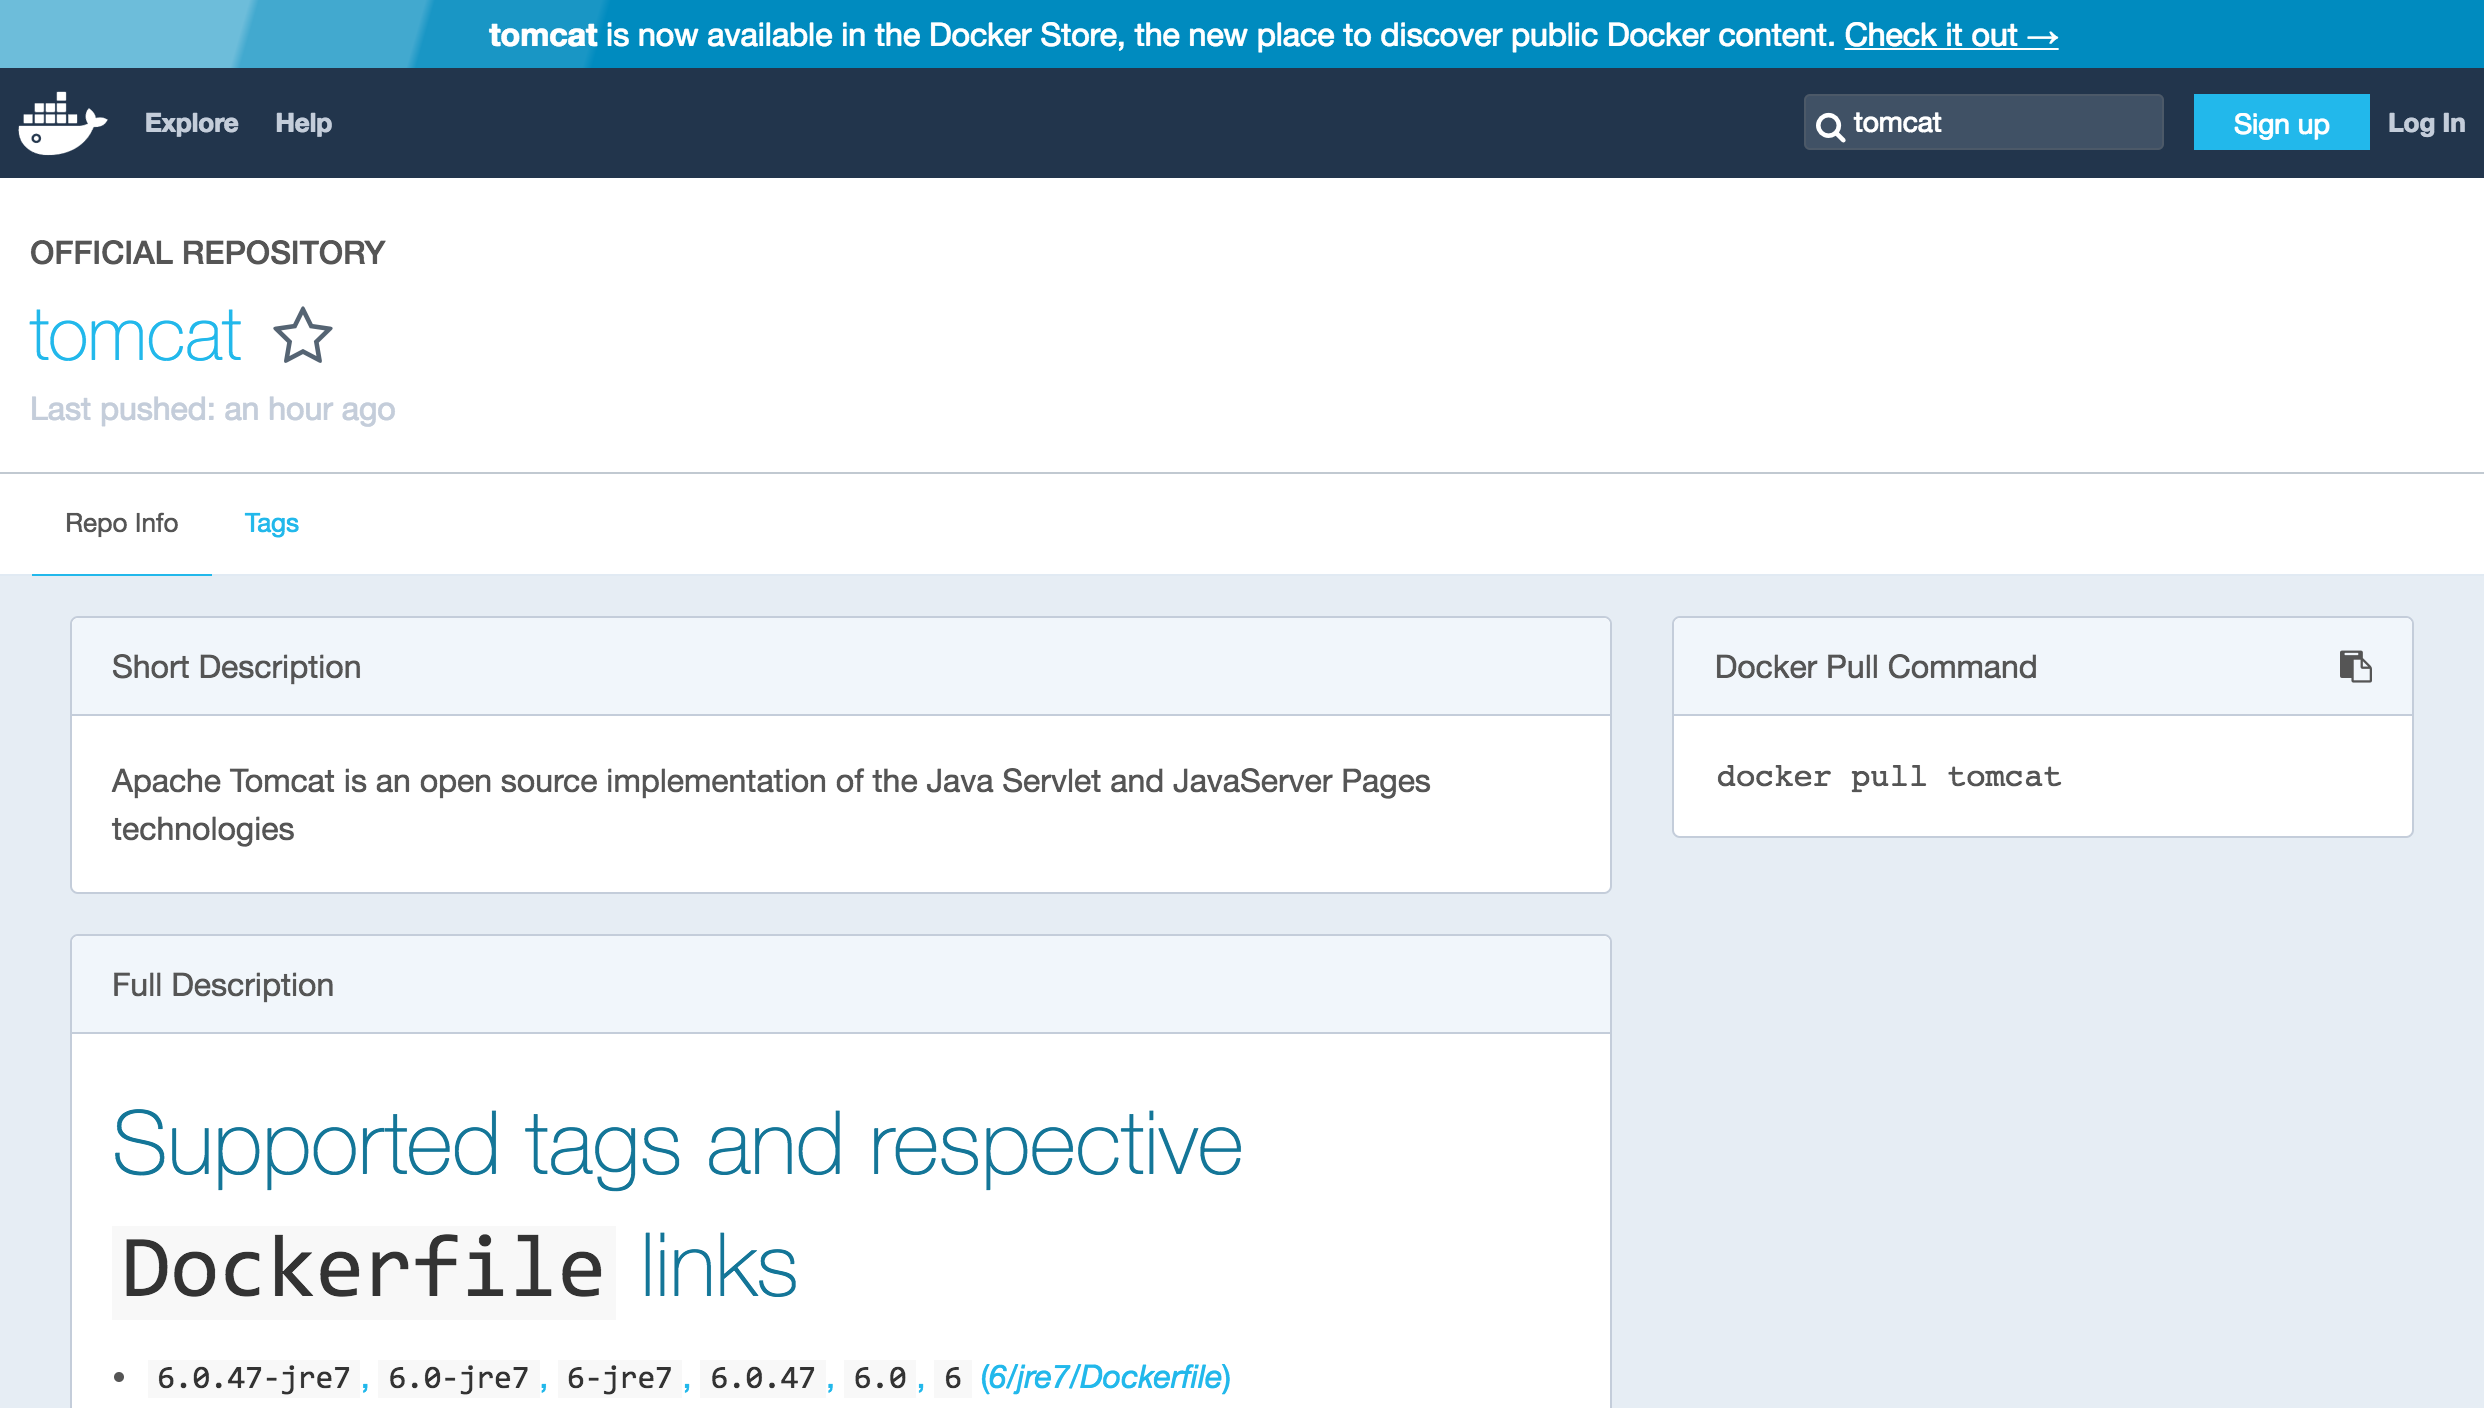 tomcat is now available in the Docker Store, the new place to discover public Docker content. Check it out →
Explore Help tomcat Sign up Log In
OFFICIAL REPOSITORY
tomcat
Last pushed: an hour ago
Repo Info Tags
Short Description
Apache Tomcat is an open source implementation of the Java Servlet and JavaServer Pages
technologies
Docker Pull Command
docker pull tomcat
Full Description
Supported tags and respective
Dockerfile links
• 6.0.47-jre7, 6.0-jre7, 6-jre7, 6.0.47, 6.0, 6 (6/jre7/Dockerfile)